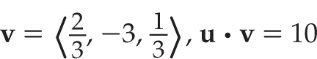 v = ⟨2/3, −3, 1/3⟩, u • v = 10